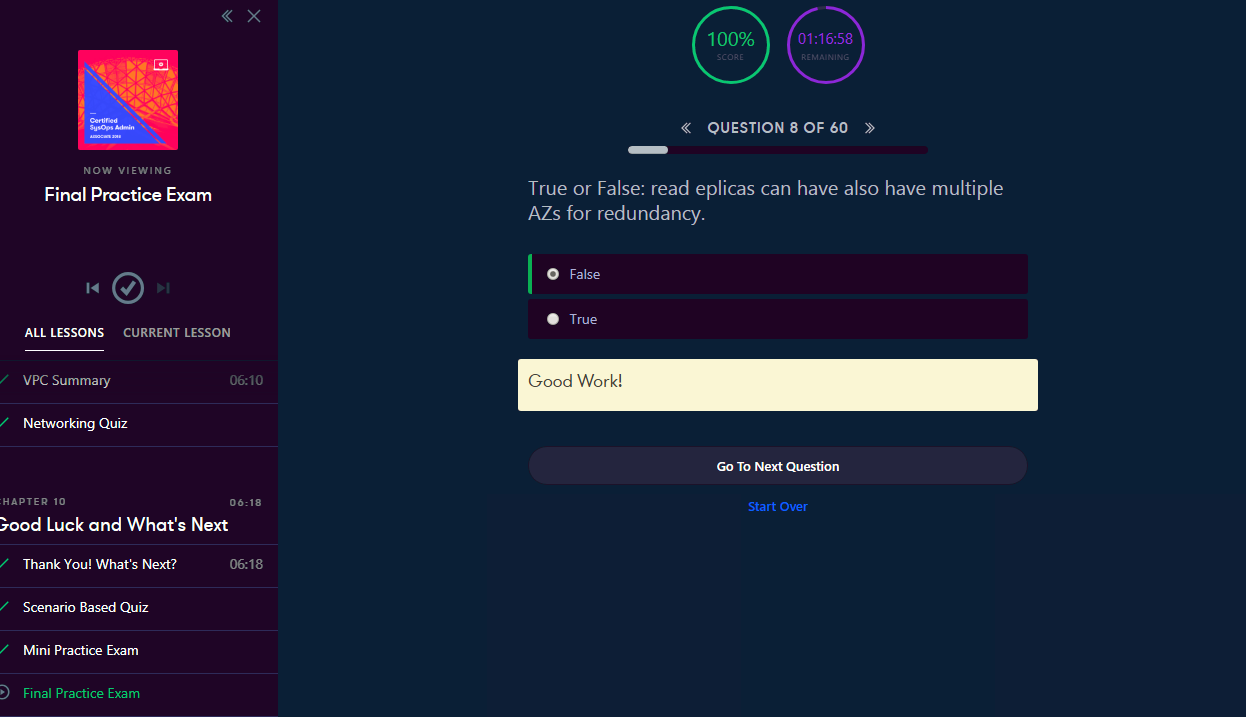 Certified
SysOps Admin
ASSOCIATE 2018
NOW VIEWING
Final Practice Exam
ALL LESSONS CURRENT LESSON
VPC Summary 06:10
Networking Quiz
CHAPTER 10 06:18
Good Luck and What's Next
Thank You! What's Next? 06:18
Scenario Based Quiz
Mini Practice Exam
Final Practice Exam
100%
SCORE
01:16:58
REMAINING
QUESTION 8 OF 60
True or False: read eplicas can have also have multiple
AZs for redundancy.
False
True
Good Work!
Go To Next Question
Start Over